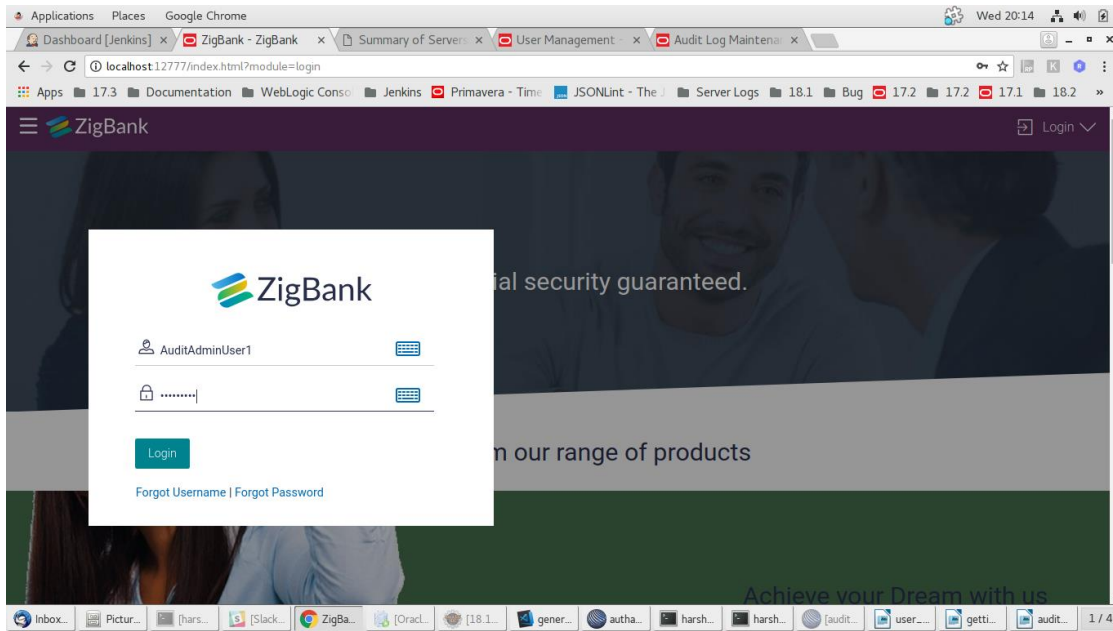 Applications Places Google Chrome Wed 20:14
Dashboard [Jenkins] × ZigBank - ZigBank × Summary of Servers × User Management - × Audit Log Maintenan ×
localhost:12777/index.html?module=login
Apps 17.3 Documentation WebLogic Consol Jenkins Primavera - Time JSONLint - The J Server Logs 18.1 Bug 17.2 17.2 17.1 18.2 »
ZigBank Login
ial security guaranteed.
ZigBank
AuditAdminUser1
•••••••••
Login
Forgot Username | Forgot Password
our range of products
Achieve your Dream with us
Inbox... Pictur... [hars... [Slack... ZigBa... [Oracl... [18.1... gener... autha... harsh... harsh... [audit... user_... getti... audit... 1 / 4